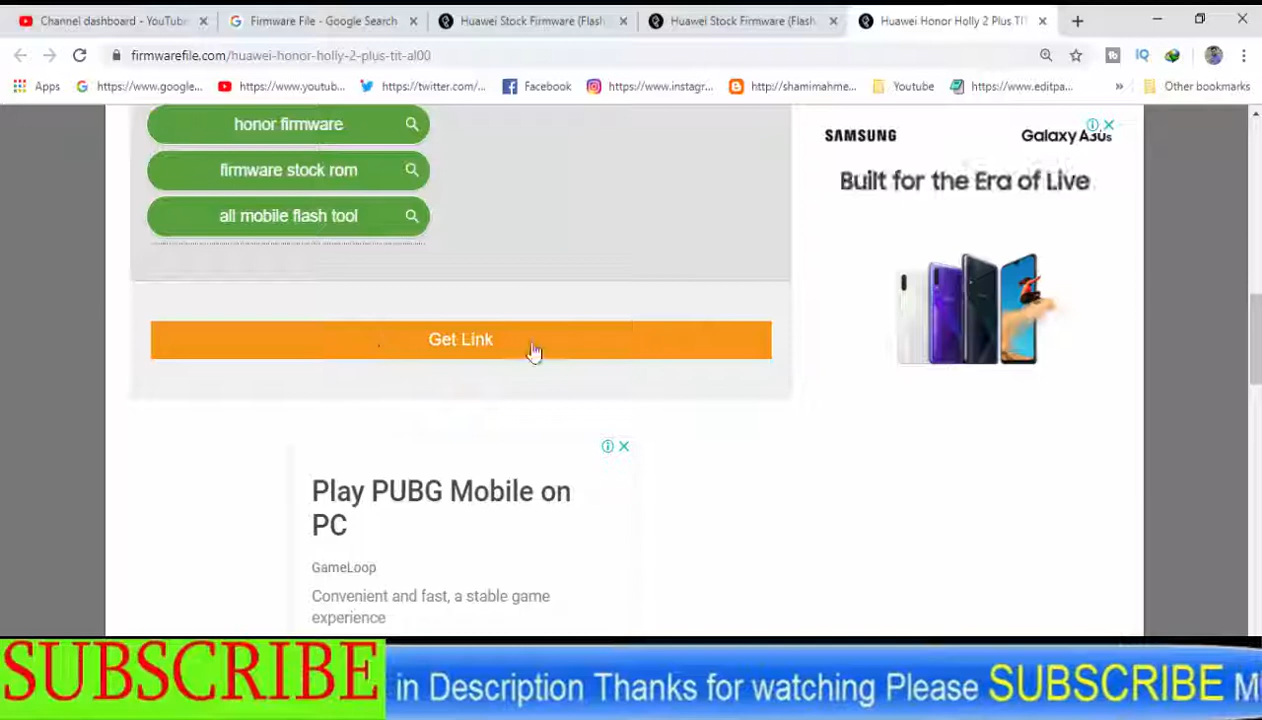 Channel dashboard - YouTube
Firmware File - Google Search
Huawei Stock Firmware (Flash
Huawei Stock Firmware (Flash
Huawei Honor Holly 2 Plus TIT
firmwarefile.com/huawei-honor-holly-2-plus-tit-al00
Apps
https://www.google...
https://www.youtub...
https://twitter.com/...
Facebook
https://www.instagr...
http://shamimahme...
Youtube
https://www.editpa...
»
Other bookmarks
honor firmware
firmware stock rom
all mobile flash tool
SAMSUNG
Galaxy A30s
Built for the Era of Live
Get Link
Play PUBG Mobile on
PC
GameLoop
Convenient and fast, a stable game
experience
SUBSCRIBE
in Description Thanks for watching Please SUBSCRIBE M